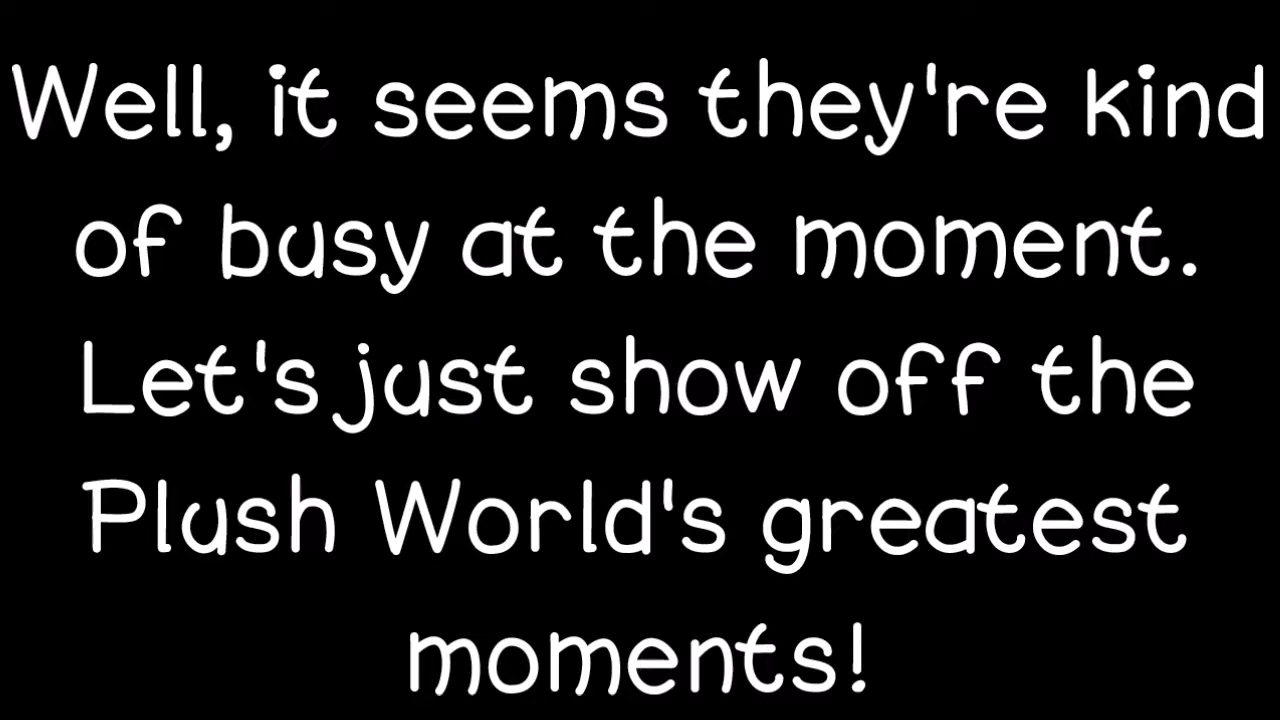 Well, it seems they're kind
of busy at the moment.
Let's just show off the
Plush World's greatest
moments!